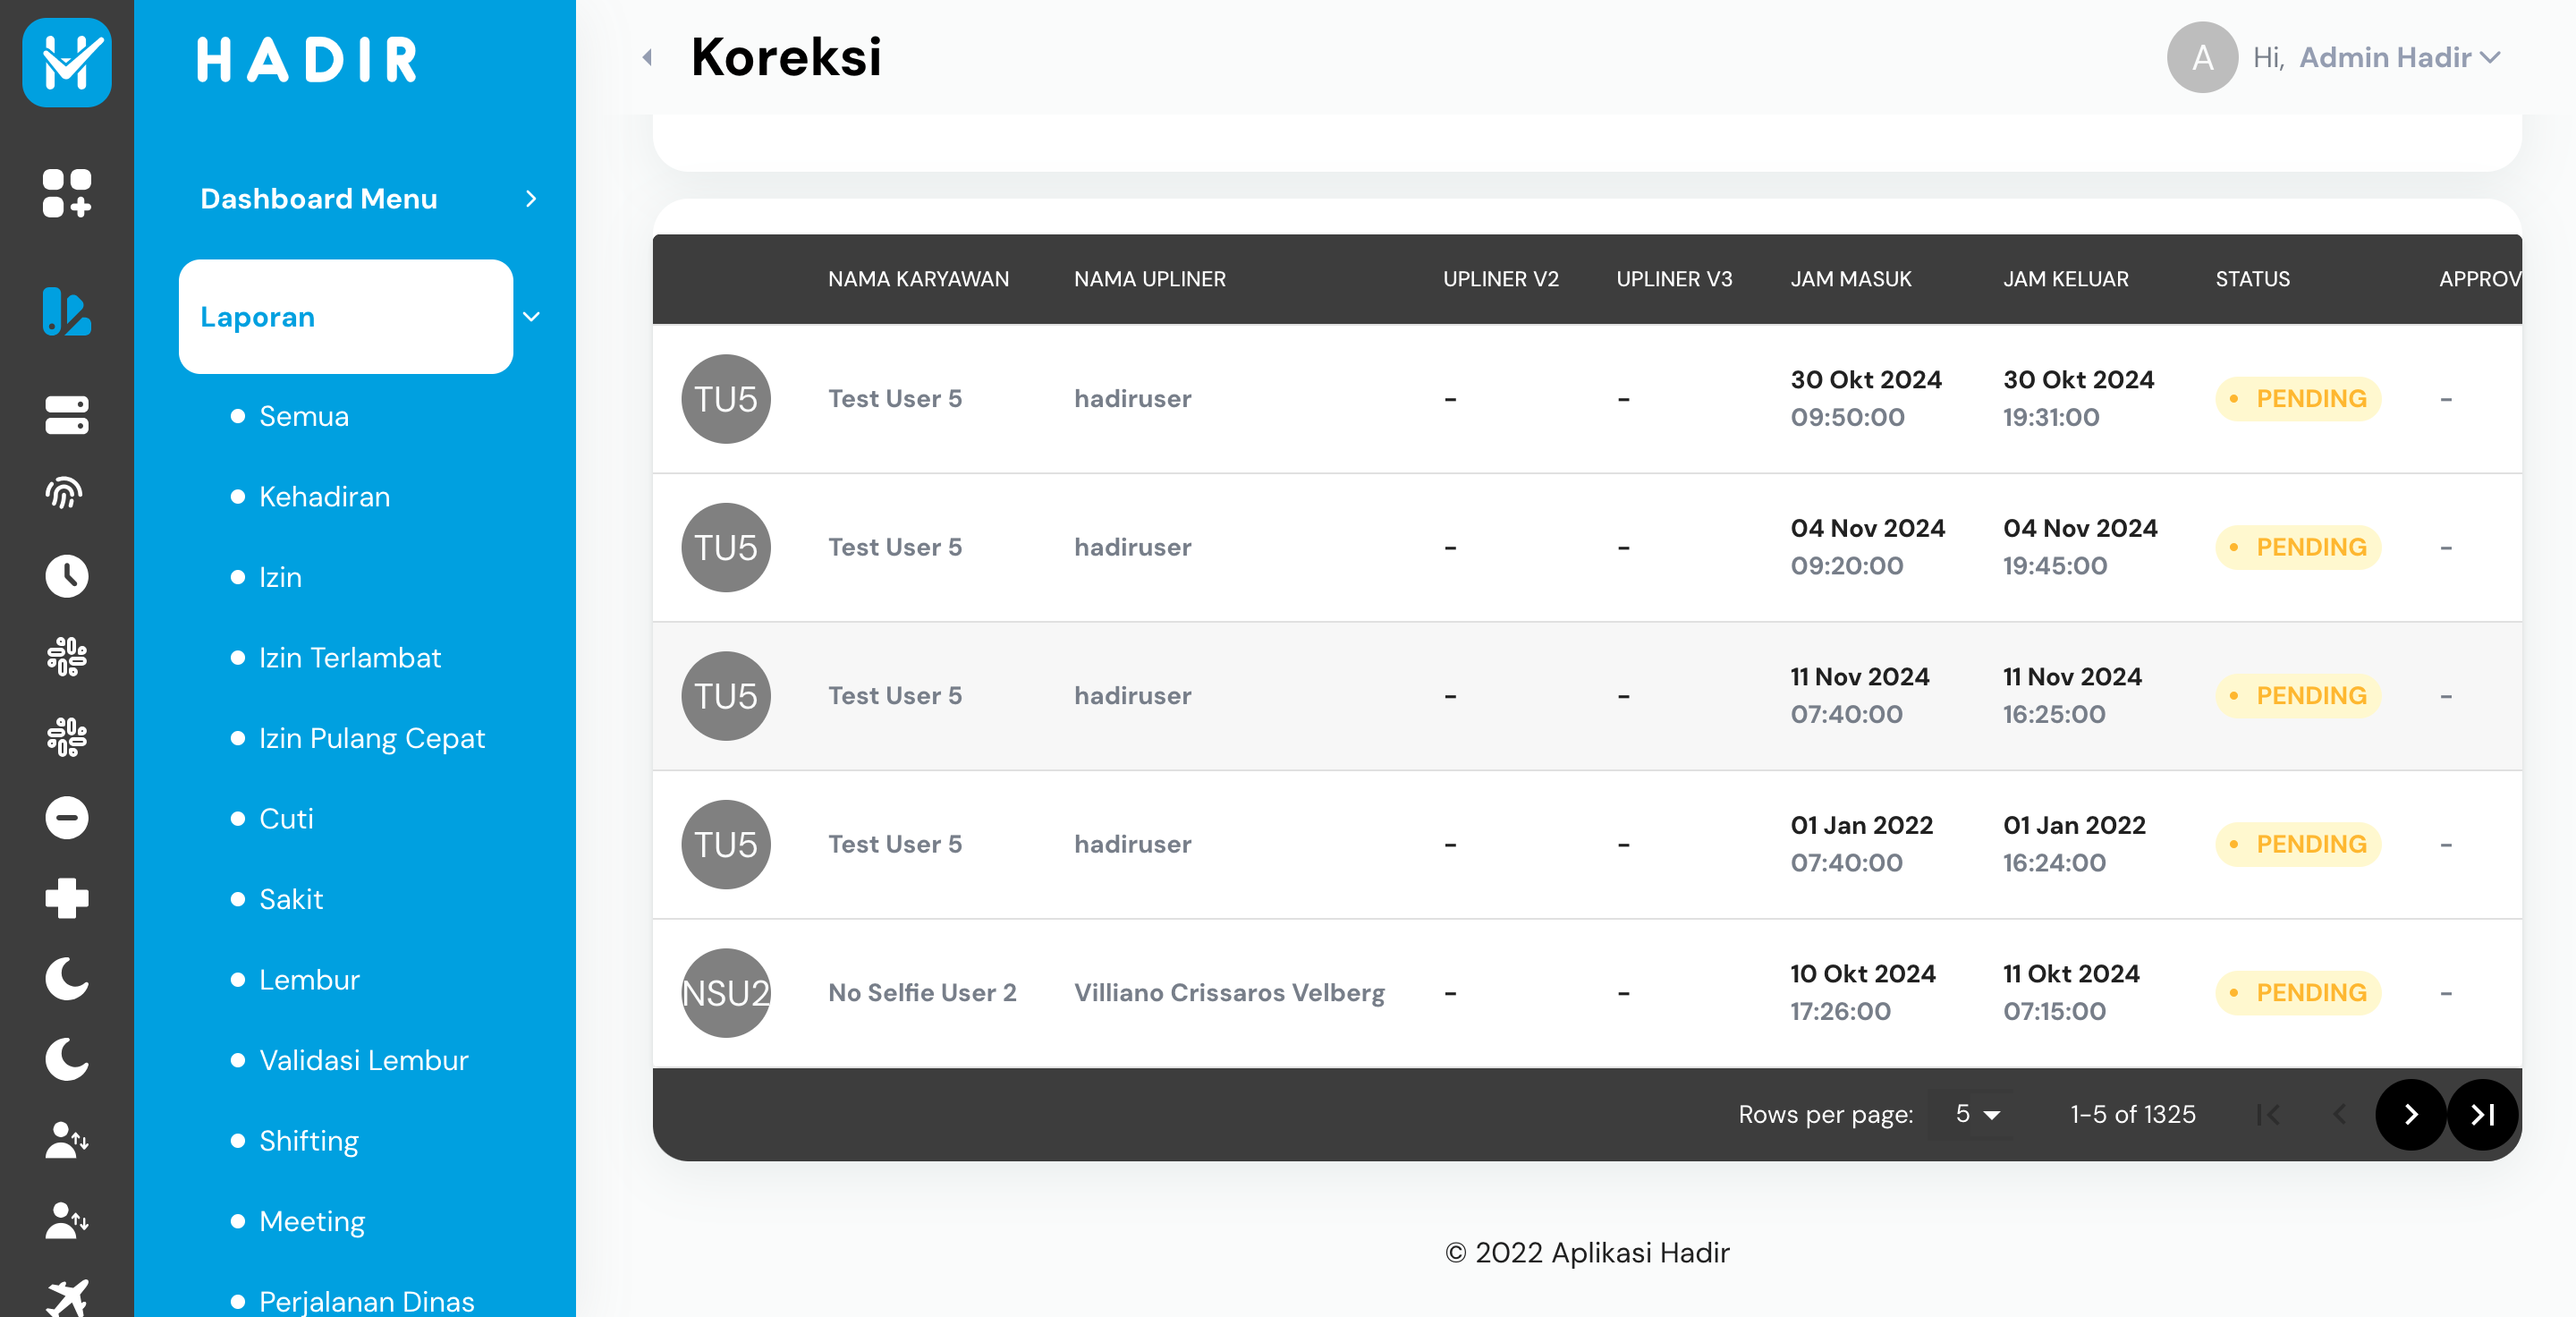 HADIR
Dashboard Menu
Laporan
Semua
Kehadiran
Izin
Izin Terlambat
Izin Pulang Cepat
Cuti
Sakit
Lembur
Validasi Lembur
Shifting
Meeting
Perjalanan Dinas
Koreksi
A Hi, Admin Hadir
NAMA KARYAWAN NAMA UPLINER UPLINER V2 UPLINER V3 JAM MASUK JAM KELUAR STATUS APPROV
TU5 Test User 5 hadiruser - - 30 Okt 2024 30 Okt 2024 PENDING -
09:50:00 19:31:00
TU5 Test User 5 hadiruser - - 04 Nov 2024 04 Nov 2024 PENDING -
09:20:00 19:45:00
TU5 Test User 5 hadiruser - - 11 Nov 2024 11 Nov 2024 PENDING -
07:40:00 16:25:00
TU5 Test User 5 hadiruser - - 01 Jan 2022 01 Jan 2022 PENDING -
07:40:00 16:24:00
NSU2 No Selfie User 2 Villiano Crissaros Velberg - - 10 Okt 2024 11 Okt 2024 PENDING -
17:26:00 07:15:00
Rows per page: 5 1-5 of 1325
© 2022 Aplikasi Hadir